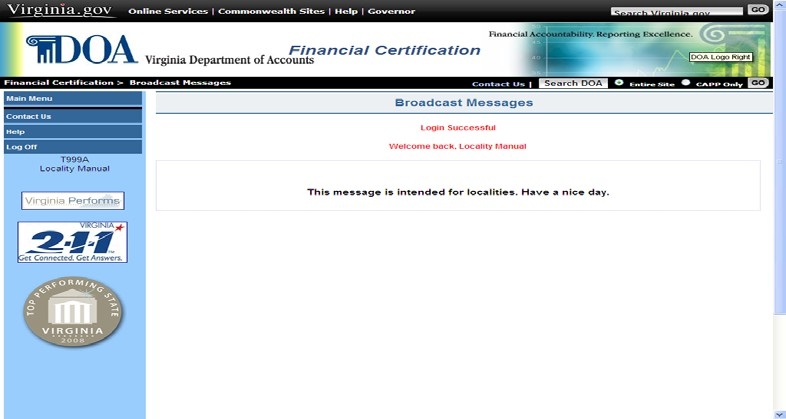 Virginia.gov Online Services | Commonwealth Sites | Help | Governor Search Virginia.gov GO
DOA Virginia Department of Accounts
Financial Certification
Financial Accountability. Reporting Excellence.
DOA Logo Right
Financial Certification > Broadcast Messages Contact Us | Search DOA Entire Site CAPP Only GO
Main Menu
Contact Us
Help
Log Off
T999A
Locality Manual
Virginia Performs
VIRGINIA
2-1-1
Get Connected. Get Answers.
TOP PERFORMING STATE
VIRGINIA
2008
Broadcast Messages
Login Successful
Welcome back, Locality Manual
This message is intended for localities. Have a nice day.